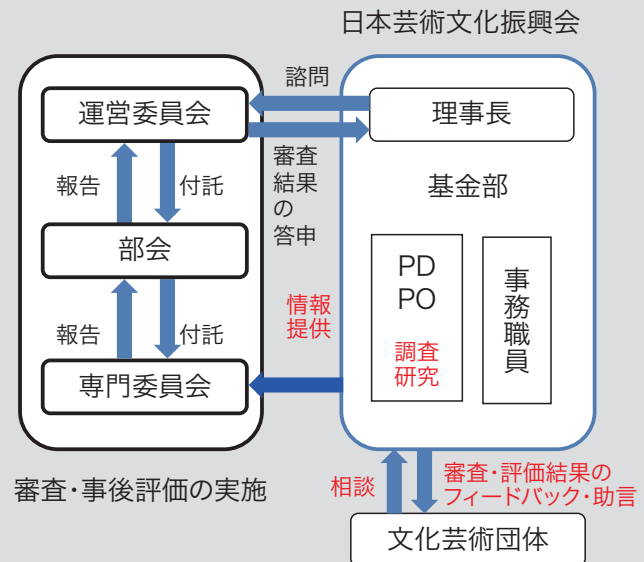 日本芸術文化振興会
諮問
運営委員会
理事長
審査
結果
の
答申
報告
付託
基金部
部会
PD
PO
調査
研究
事務職員
情報
提供
報告
付託
専門委員会
審査・事後評価の実施
相談
審査・評価結果の
フィードバック・助言
文化芸術団体